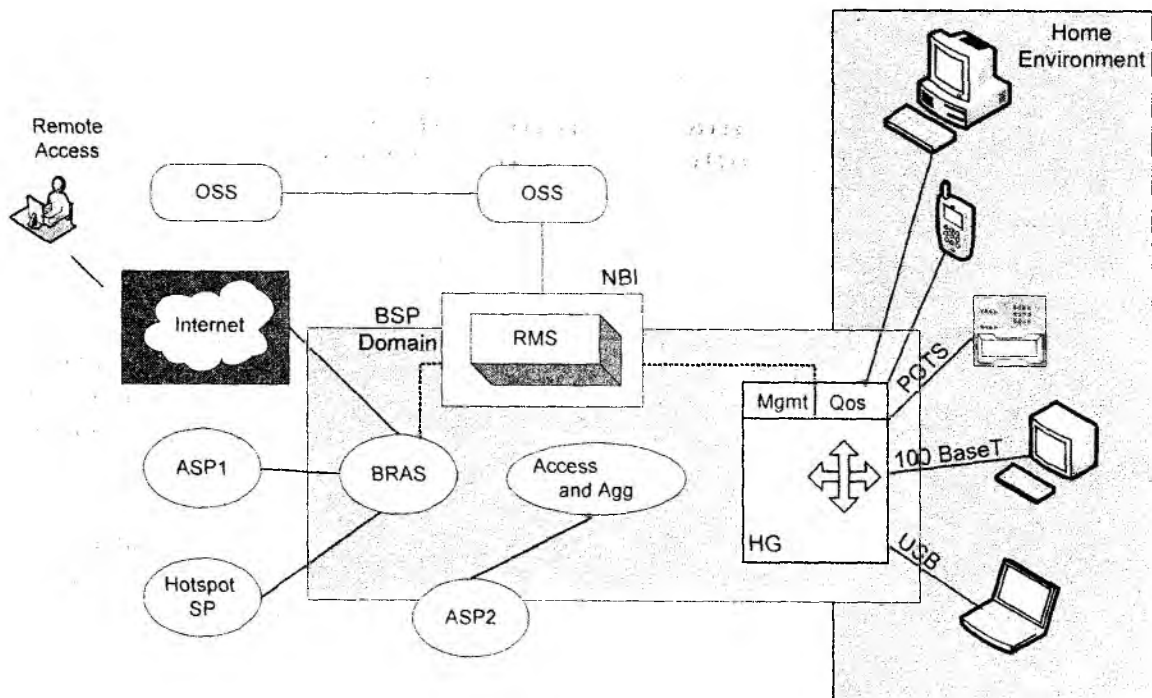 Home
Environment
Remote
Access
OSS
OSS
NBI
Internet
BSP
Domain
RMS
PGTS
Mgmt
Qos
ASP1
BRAS
Access
and Agg
100 BaseT
HG
USB
Hotspot
SP
ASP2